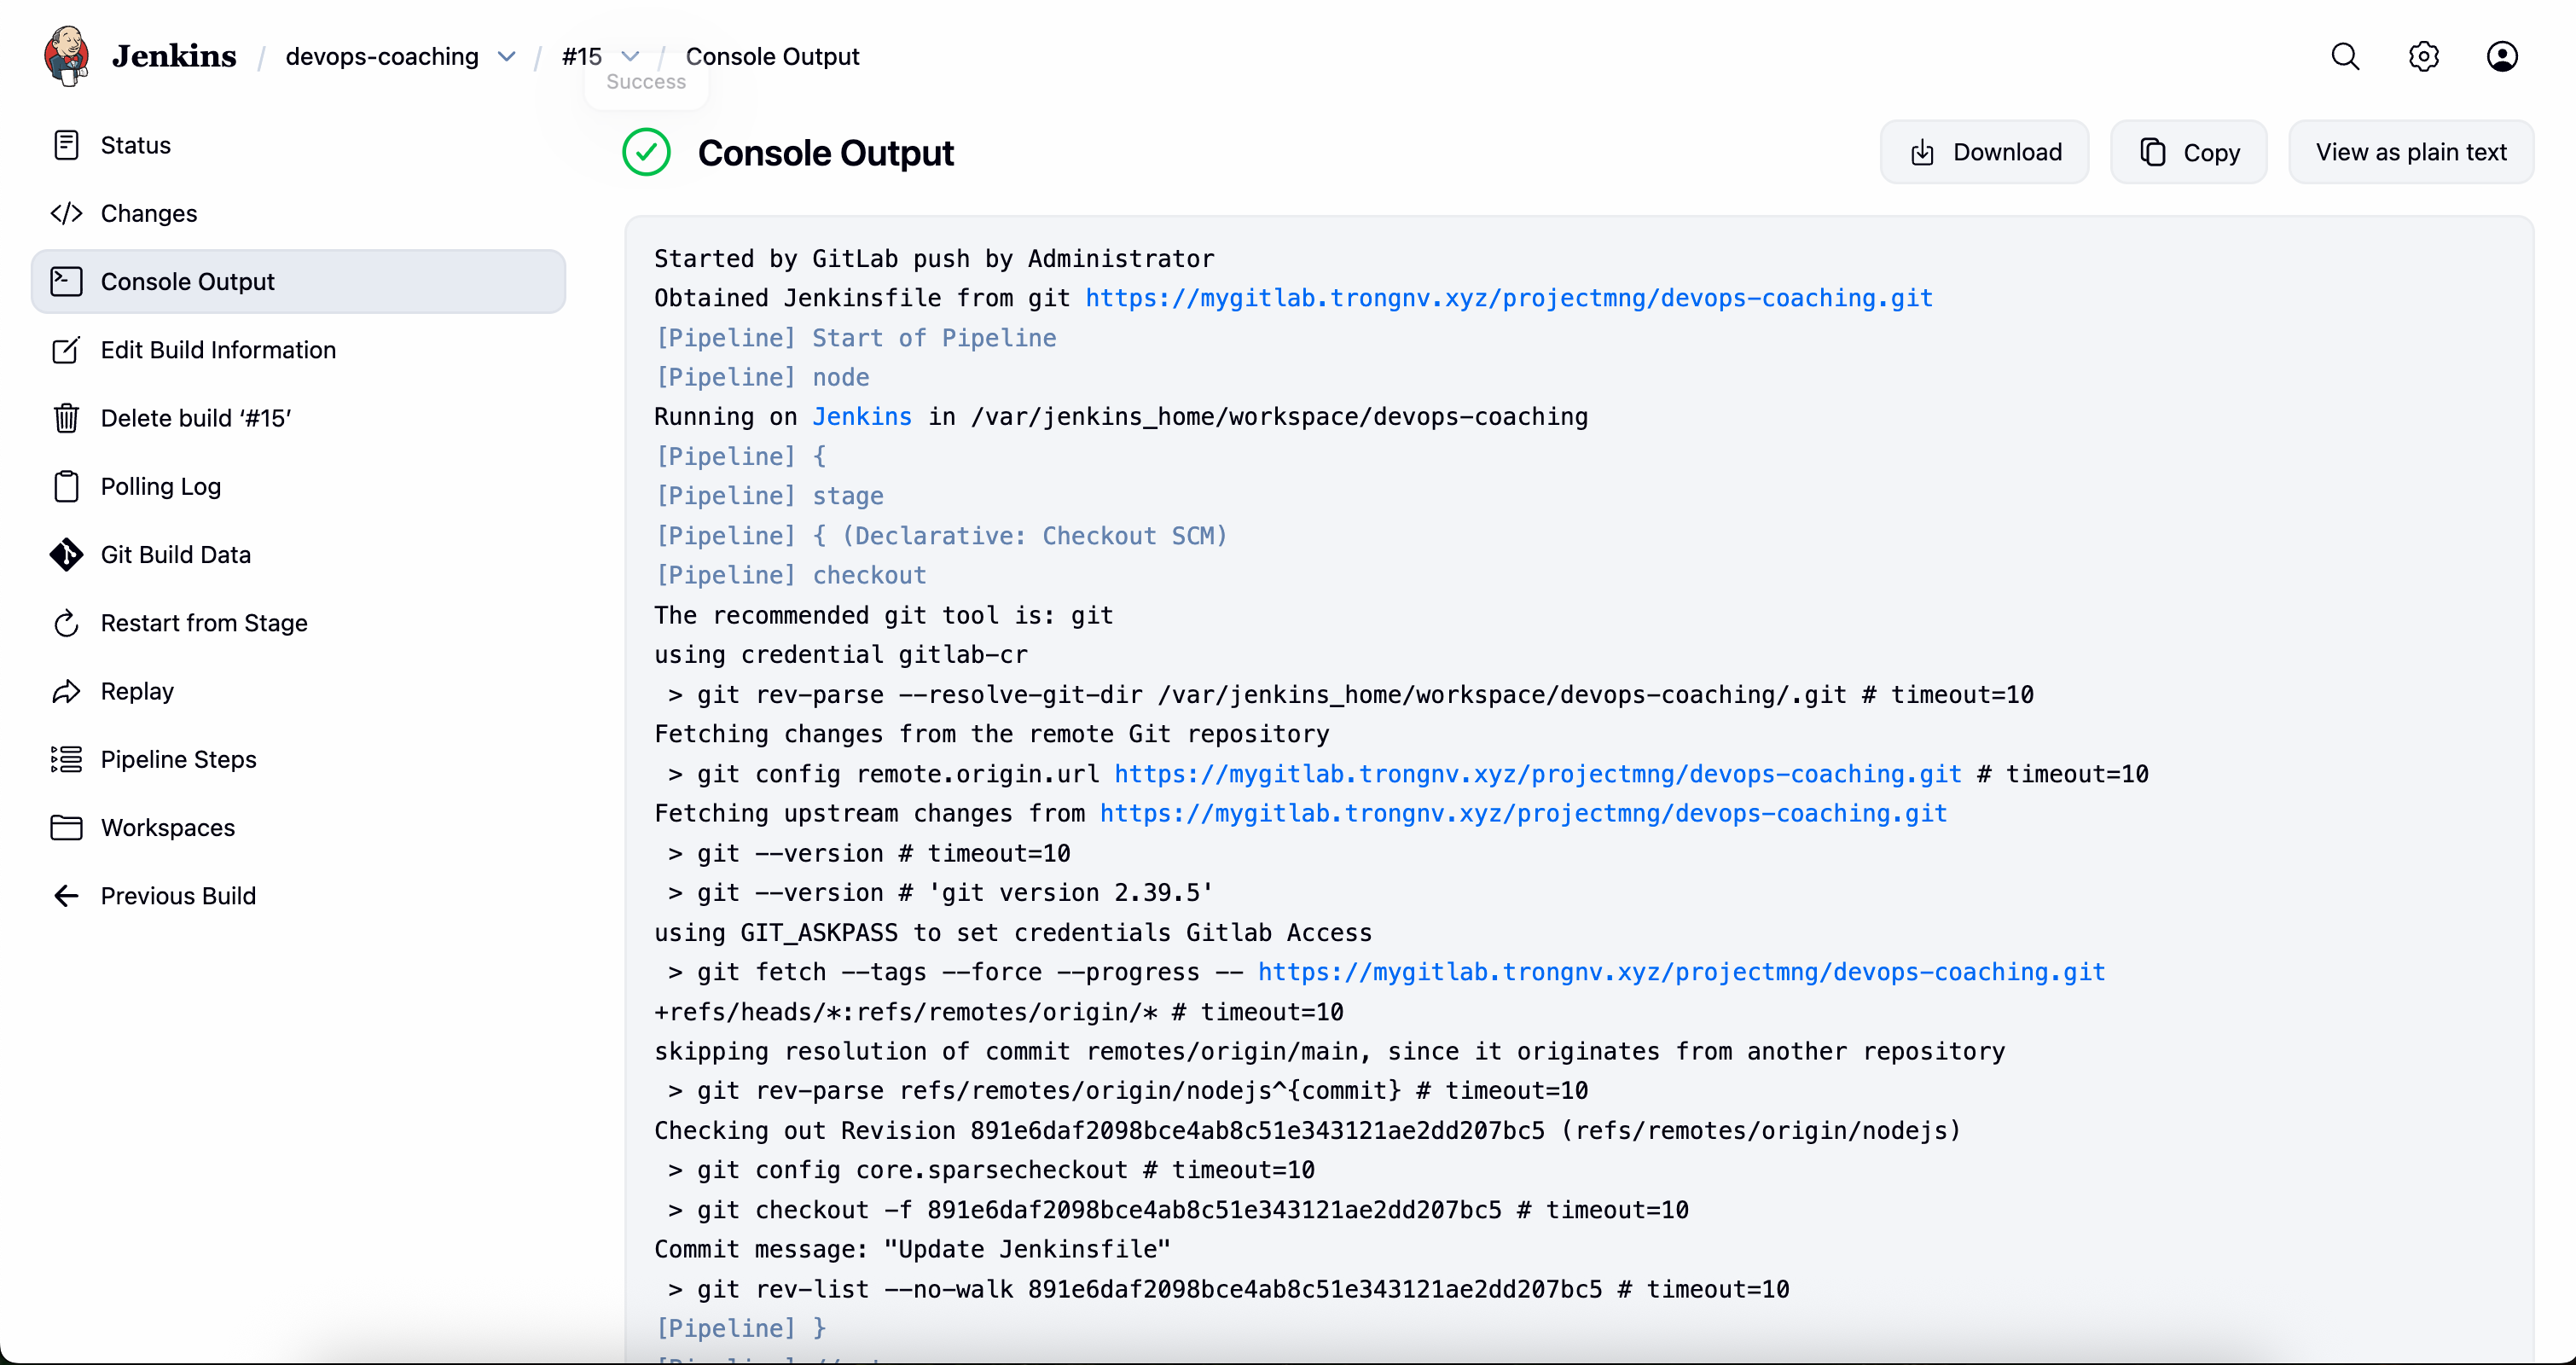 Jenkins / devops-coaching / #15 / Console Output
Success
Status
Changes
Console Output
Edit Build Information
Delete build ‘#15’
Polling Log
Git Build Data
Restart from Stage
Replay
Pipeline Steps
Workspaces
Previous Build
Console Output
Download
Copy
View as plain text
Started by GitLab push by Administrator
Obtained Jenkinsfile from git https://mygitlab.trongnv.xyz/projectmng/devops-coaching.git
[Pipeline] Start of Pipeline
[Pipeline] node
Running on Jenkins in /var/jenkins_home/workspace/devops-coaching
[Pipeline] {
[Pipeline] stage
[Pipeline] { (Declarative: Checkout SCM)
[Pipeline] checkout
The recommended git tool is: git
using credential gitlab-cr
 > git rev-parse --resolve-git-dir /var/jenkins_home/workspace/devops-coaching/.git # timeout=10
Fetching changes from the remote Git repository
 > git config remote.origin.url https://mygitlab.trongnv.xyz/projectmng/devops-coaching.git # timeout=10
Fetching upstream changes from https://mygitlab.trongnv.xyz/projectmng/devops-coaching.git
 > git --version # timeout=10
 > git --version # 'git version 2.39.5'
using GIT_ASKPASS to set credentials Gitlab Access
 > git fetch --tags --force --progress -- https://mygitlab.trongnv.xyz/projectmng/devops-coaching.git
+refs/heads/*:refs/remotes/origin/* # timeout=10
skipping resolution of commit remotes/origin/main, since it originates from another repository
 > git rev-parse refs/remotes/origin/nodejs^{commit} # timeout=10
Checking out Revision 891e6daf2098bce4ab8c51e343121ae2dd207bc5 (refs/remotes/origin/nodejs)
 > git config core.sparsecheckout # timeout=10
 > git checkout -f 891e6daf2098bce4ab8c51e343121ae2dd207bc5 # timeout=10
Commit message: "Update Jenkinsfile"
 > git rev-list --no-walk 891e6daf2098bce4ab8c51e343121ae2dd207bc5 # timeout=10
[Pipeline] }